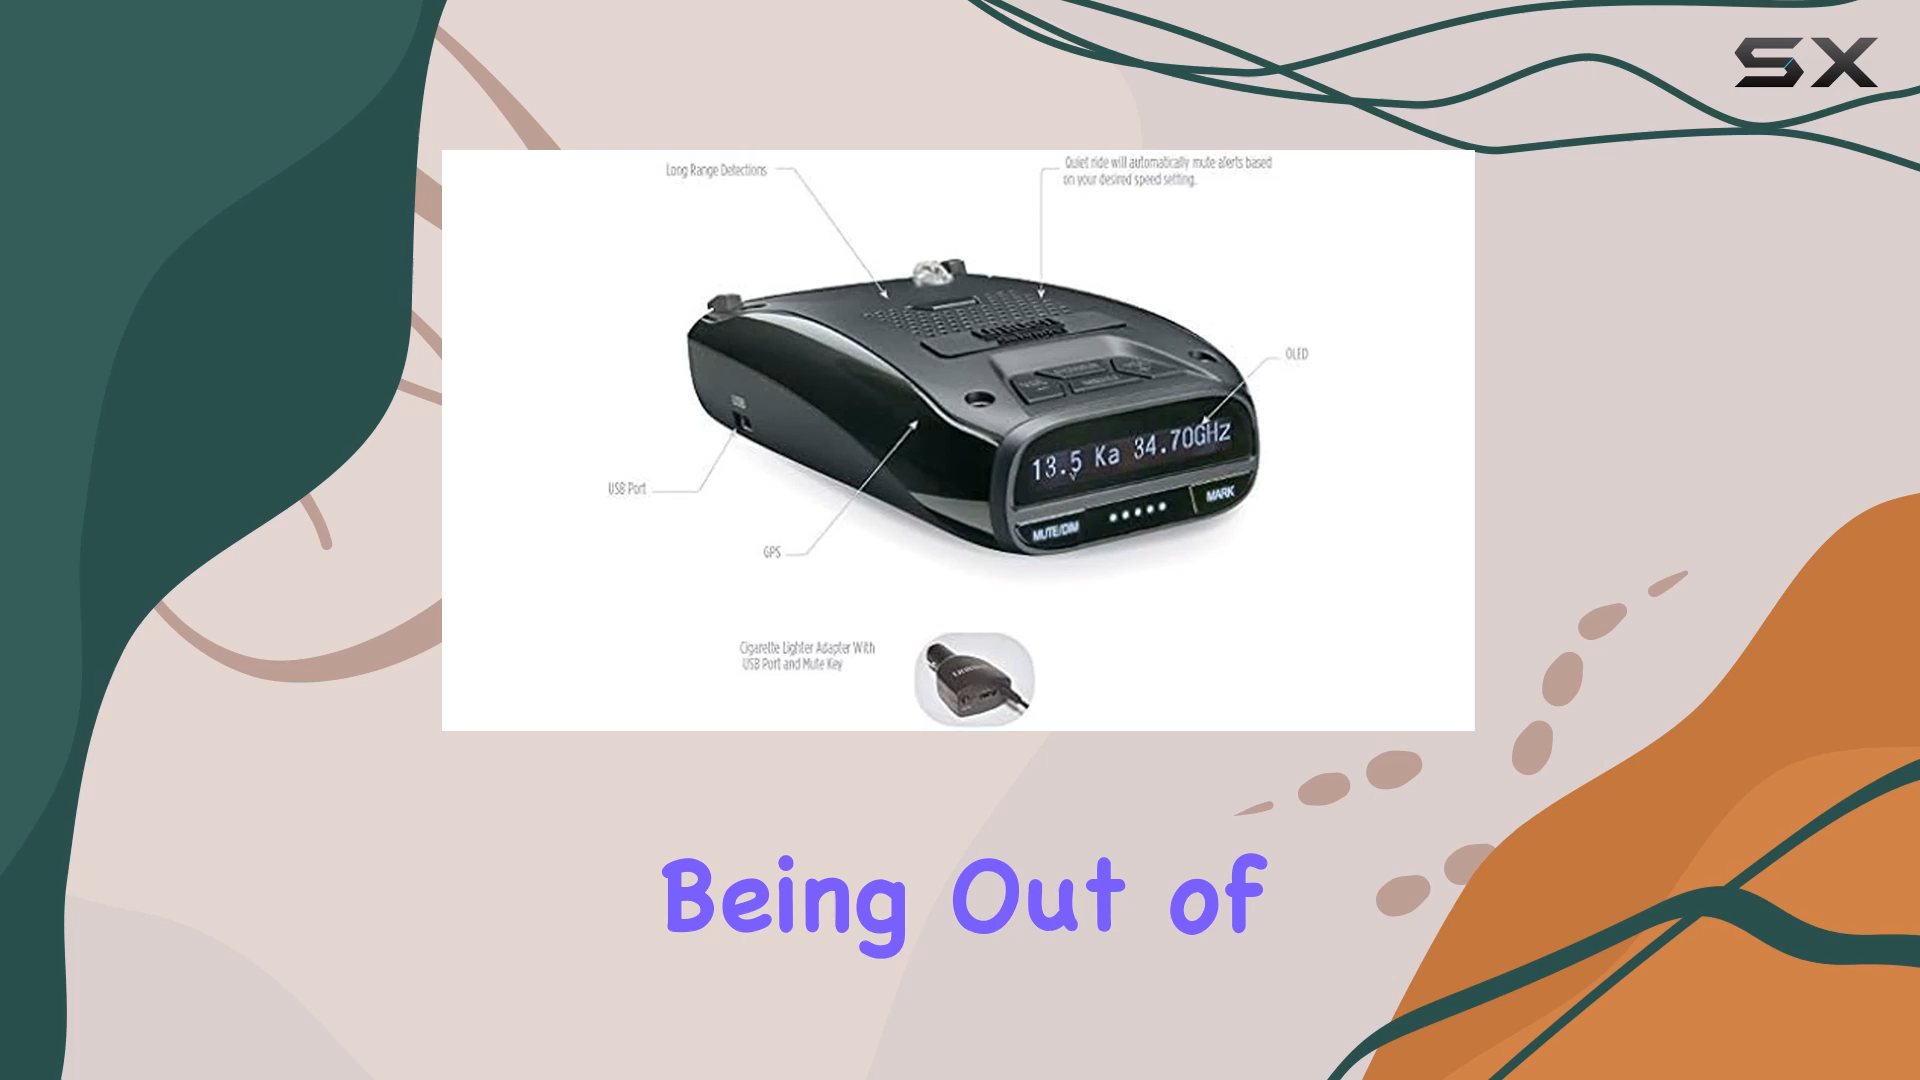 SX
Long Range Detections
Quiet ride will automatically mute alerts based
on your desired speed setting.
OLED
USB
13.5 Ka 34.70GHz
MUTE/DIM
MARK
USB Port
GPS
Cigarette Lighter Adapter With
USB Port and Mute Key
Being Out of